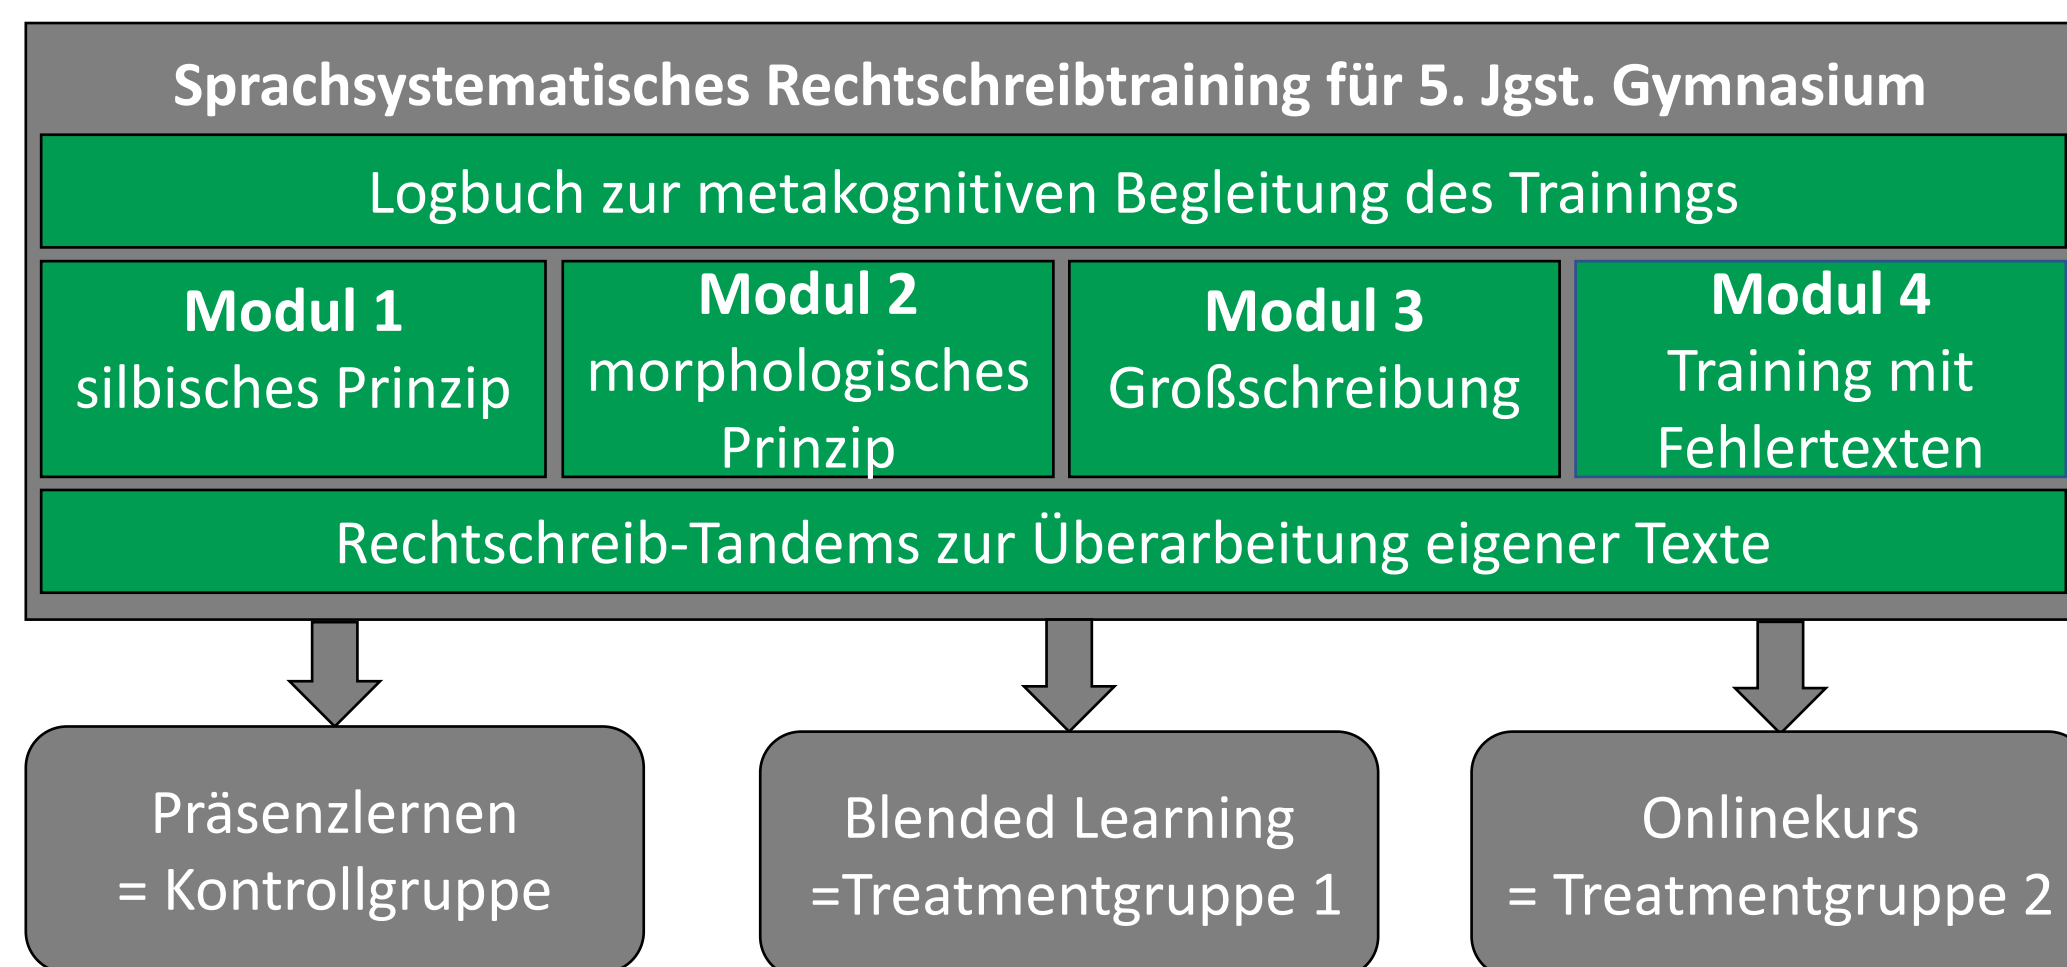 Sprachsystematisches Rechtschreibtraining für 5. Jgst. Gymnasium
Logbuch zur metakognitiven Begleitung des Trainings
Modul 1
silbisches Prinzip
Modul 2
morphologisches
Prinzip
Modul 3
Großschreibung
Modul 4
Training mit
Fehlertexten
Rechtschreib-Tandems zur Überarbeitung eigener Texte
Präsenzlernen
= Kontrollgruppe
Blended Learning
=Treatmentgruppe 1
Onlinekurs
= Treatmentgruppe 2